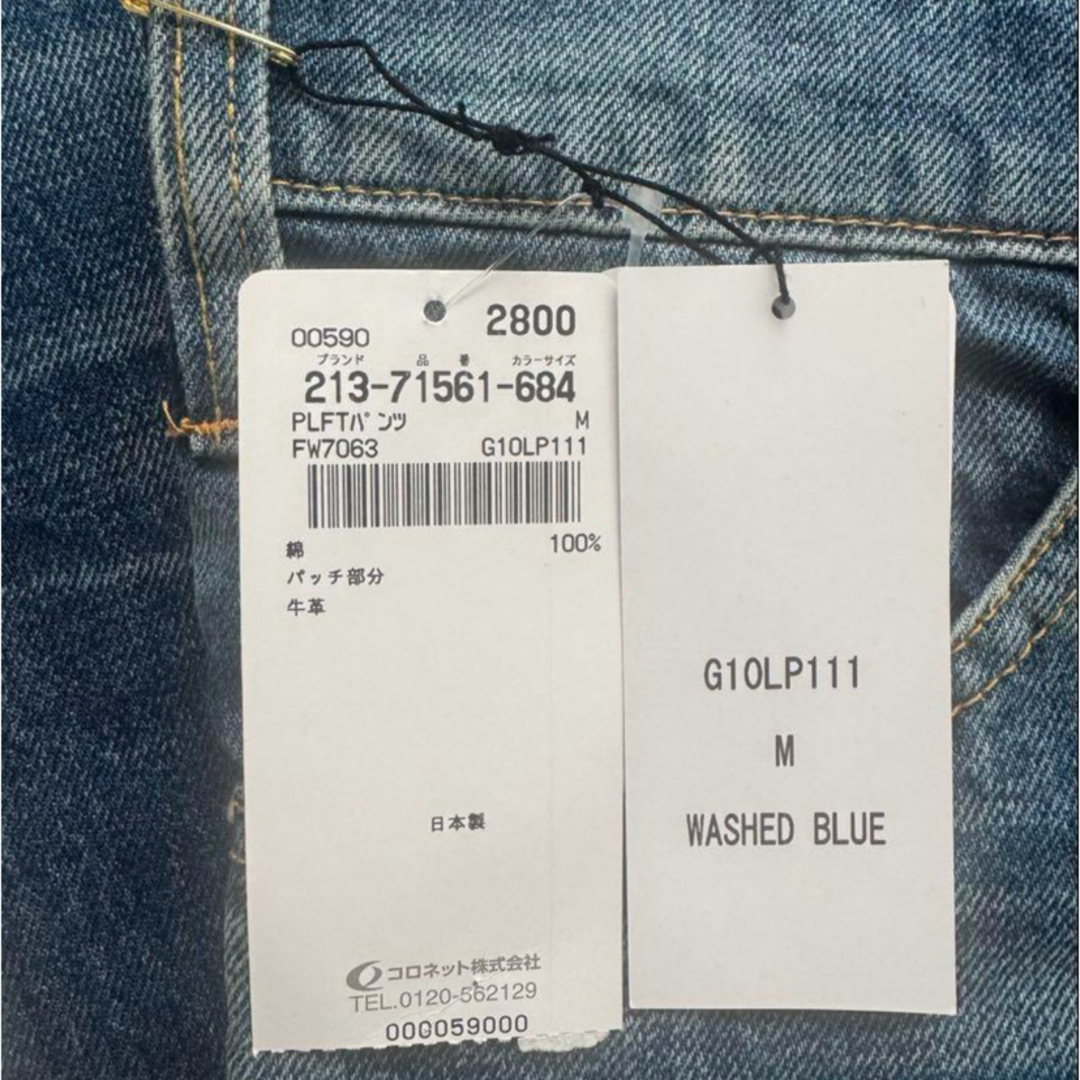 00590
2800
ブランド 品番 カラーサイズ
213-71561-684
PLFTパンツ M
FW7063 G10LP111
綿 100%
パッチ部分
牛革
日本製
コロネット株式会社
TEL.0120-562129
000059000
G10LP111
M
WASHED BLUE